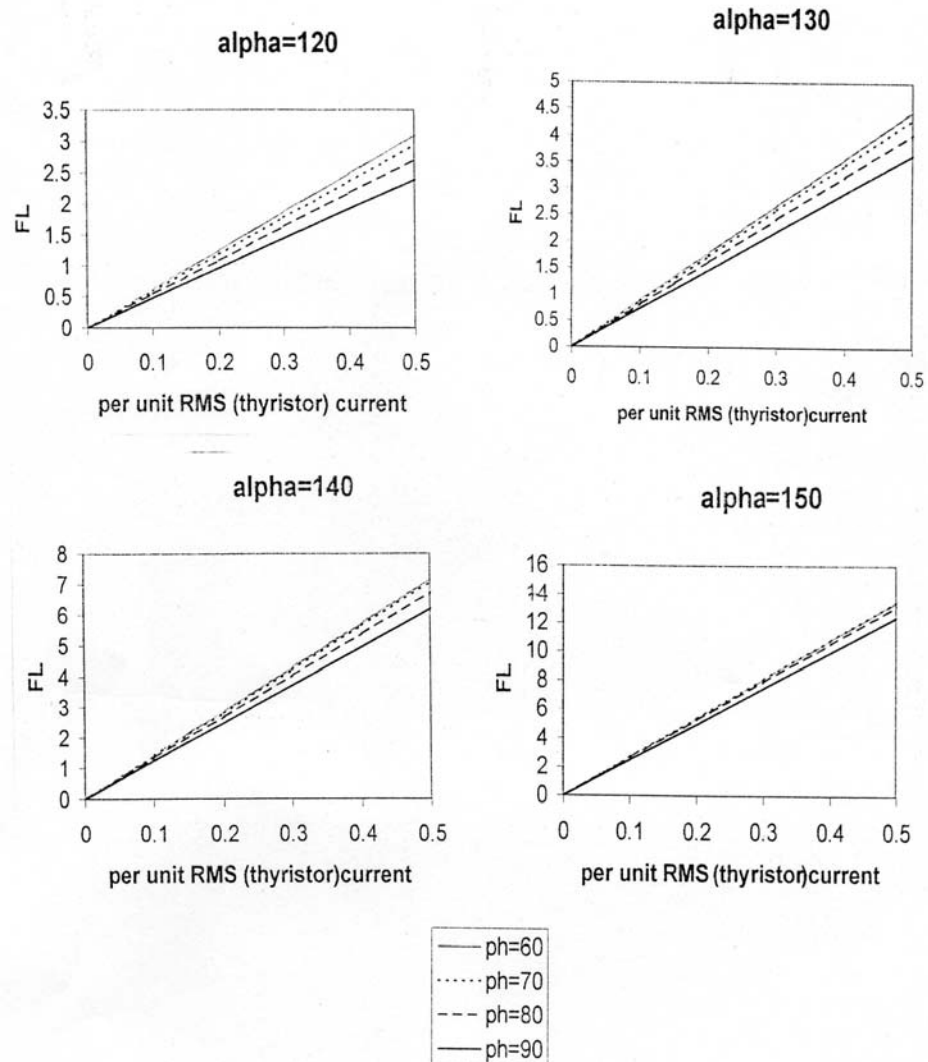 alpha=120
3.5
3
2.5
2
1.5
1
0.5
0
FL
0 0.1 0.2 0.3 0.4 0.5
per unit RMS (thyristor) current
alpha=130
5
4.5
4
3.5
3
2.5
2
1.5
1
0.5
0
FL
0 0.1 0.2 0.3 0.4 0.5
per unit RMS (thyristor)current
alpha=140
8
7
6
5
4
3
2
1
0
FL
0 0.1 0.2 0.3 0.4 0.5
per unit RMS (thyristor)current
alpha=150
16
14
12
10
8
6
4
2
0
FL
0 0.1 0.2 0.3 0.4 0.5
per unit RMS (thyristor)current
ph=60
ph=70
ph=80
ph=90